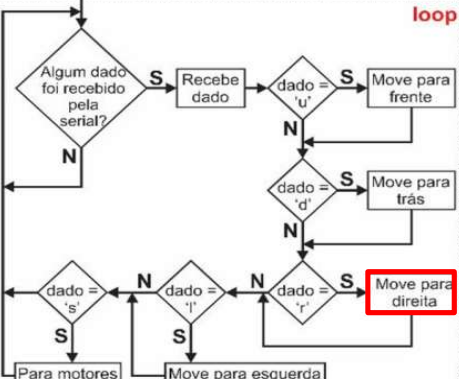 loop
Algum dado
foi recebido
pela
serial?
S
Recebe
dado
dado =
'u'
S
Move para
frente
N
N
dado =
'd'
S
Move para
trás
N
dado =
's'
N
dado =
'l'
N
dado =
'r'
S
Move para
direita
S
S
Para motores
Move para esquerda